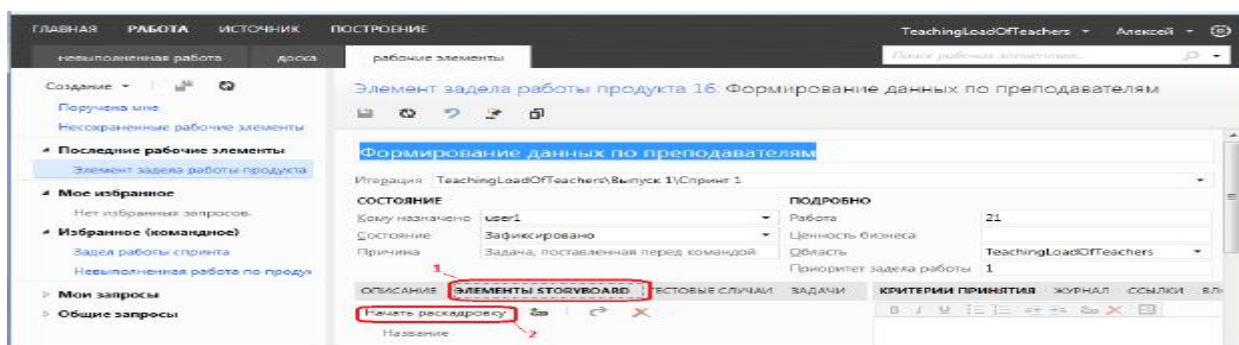 ГЛАВНАЯ РАБОТА ИСТОЧНИК ПОСТРОЕНИЕ TeachingLoadOfTeachers Алексей
невыполненная работа доска рабочие элементы Поиск рабочих элементов...
Создание
Элемент задела работы продукта 16: Формирование данных по преподавателям
Поручена мне
Несохраненные рабочие элементы
Последние рабочие элементы
Формирование данных по преподавателям
Элемент задела работы продукта
Итерация TeachingLoadOfTeachers\Выпуск 1\Спринт 1
Мое избранное
СОСТОЯНИЕ ПОДРОБНО
Нет избранных запросов.
Кому назначено user1 Работа 21
Избранное (командное)
Состояние Зафиксировано Ценность бизнеса
Задел работы спринта
Причина Задача, поставленная перед командой Область TeachingLoadOfTeachers
Невыполненная работа по проду
1 Приоритет задела работы 1
Мои запросы
ОПИСАНИЕ ЭЛЕМЕНТЫ STORYBOARD ТЕСТОВЫЕ СЛУЧАИ ЗАДАЧИ КРИТЕРИИ ПРИНЯТИЯ ЖУРНАЛ ССЫЛКИ ВЛО
Общие запросы
Начать раскадровку B I U
Название 2